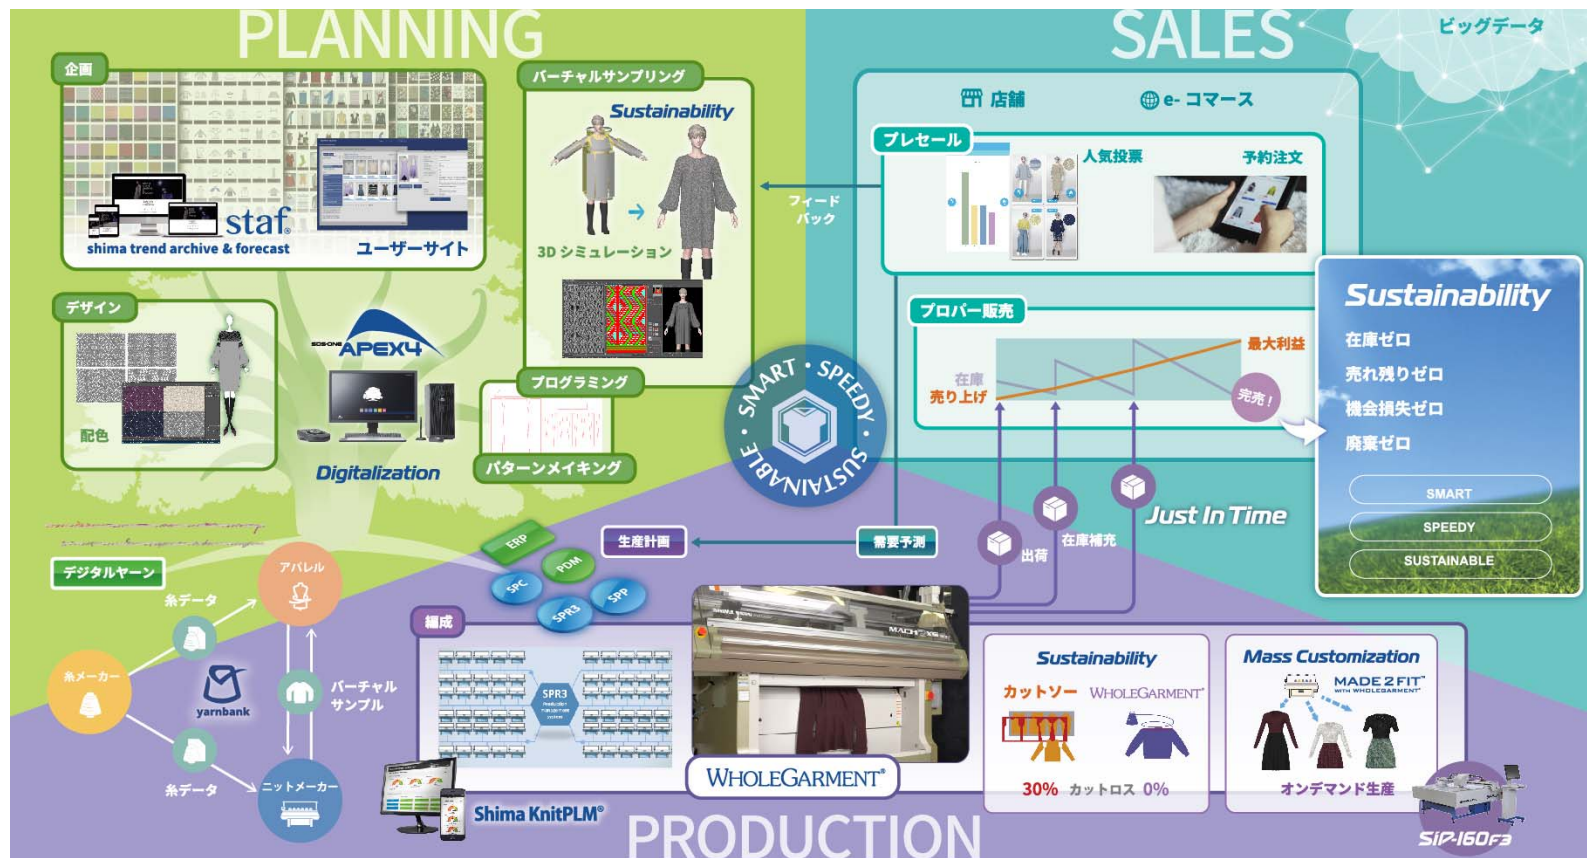 PLANNING
企画
staf®
shima trend archive & forecast
ユーザーサイト
バーチャルサンプリング
Sustainability
3D シミュレーション
デザイン
配色
SDS-ONE APEX4
Digitalization
プログラミング
パターンメイキング
SMART・SPEEDY・SUSTAINABLE・
SALES
ビッグデータ
店舗
e- コマース
プレセール
人気投票
予約注文
フィード
バック
プロパー販売
在庫
売り上げ
最大利益
完売！
Sustainability
在庫ゼロ
売れ残りゼロ
機会損失ゼロ
廃棄ゼロ
SMART
SPEEDY
SUSTAINABLE
Just In Time
出荷
在庫補充
需要予測
生産計画
ERP
PDM
SPC
SPR3
SPP
デジタルヤーン
アパレル
糸データ
糸メーカー
yarnbank
バーチャル
サンプル
糸データ
ニットメーカー
編成
SPR3
Production
management
system
Shima KnitPLM®
MACH2XS
WHOLEGARMENT®
Sustainability
カットソー
WHOLEGARMENT®
30% カットロス 0%
Mass Customization
MADE2FIT™
WITH WHOLEGARMENT®
オンデマンド生産
SIP-160F3
PRODUCTION